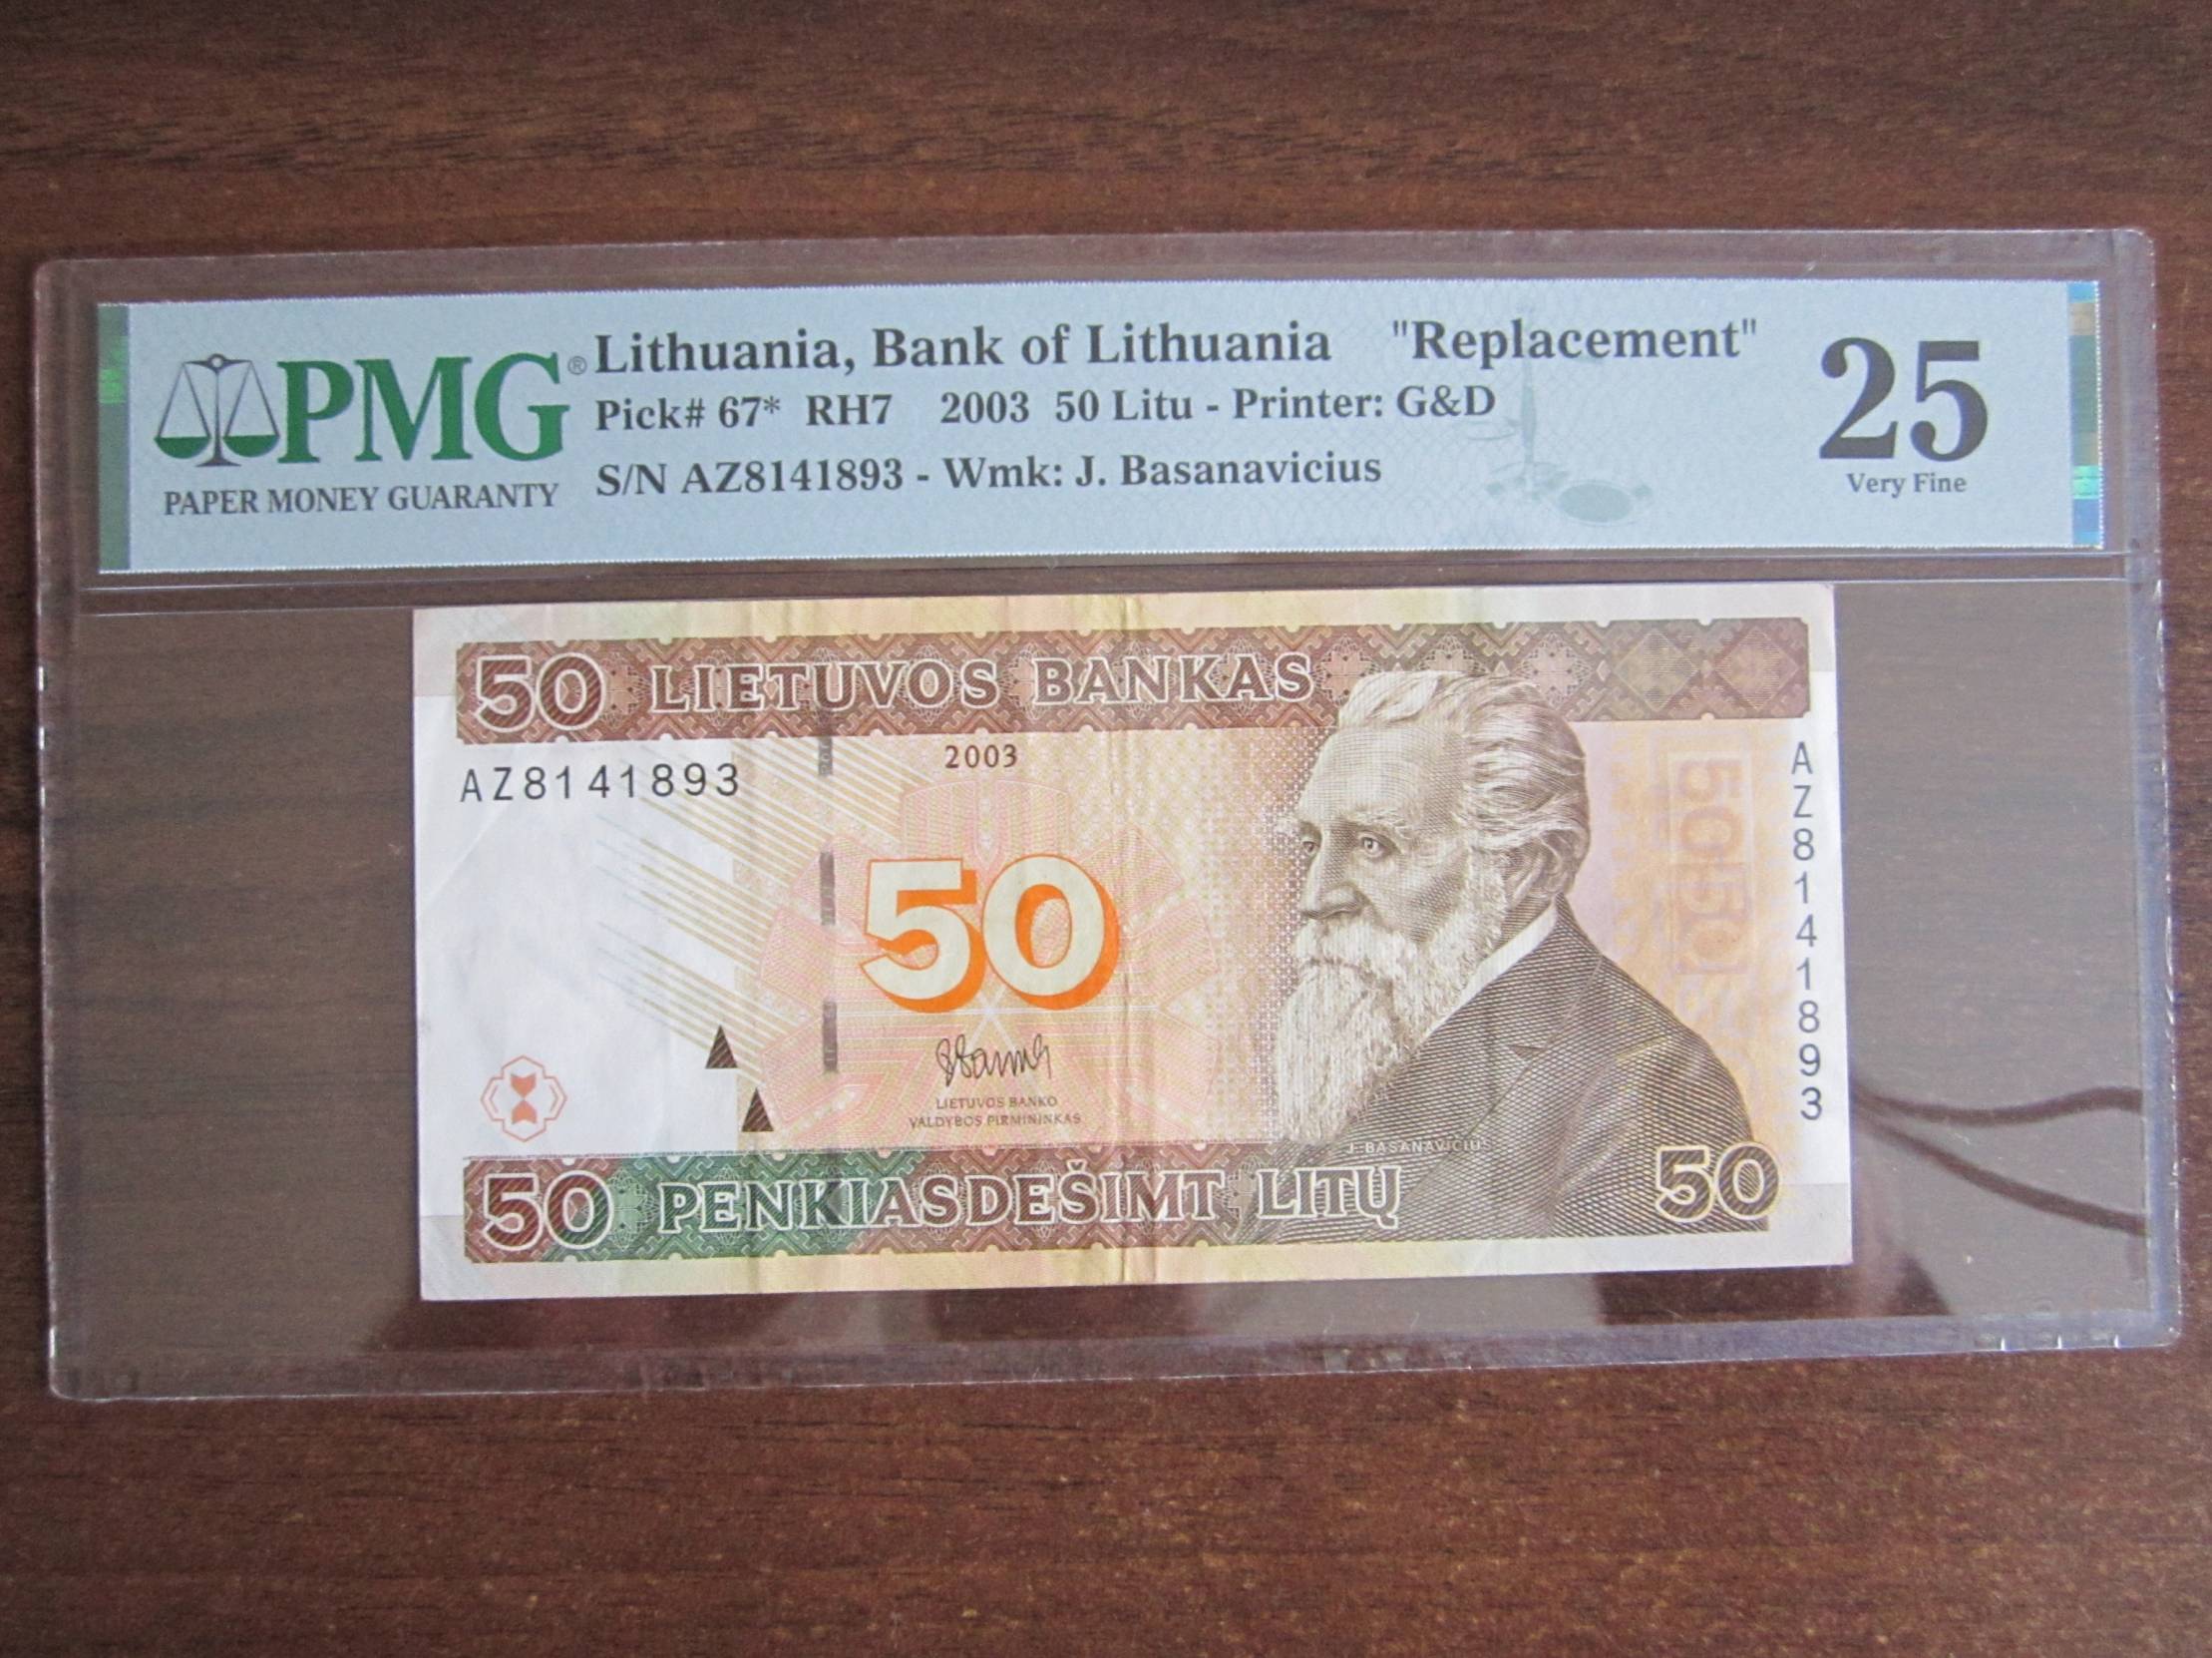 PMG®
PAPER MONEY GUARANTY
Lithuania, Bank of Lithuania "Replacement"
Pick# 67* RH7 2003 50 Litu - Printer: G&D
S/N AZ8141893 - Wmk: J. Basanavicius
25
Very Fine
50 LIETUVOS BANKAS
2003
AZ8141893
50
LIETUVOS BANKO
VALDYBOS PIRMININKAS
J. BASANAVIČIUS
50 PENKIASDEŠIMT LITŲ 50
50 50
AZ8141893